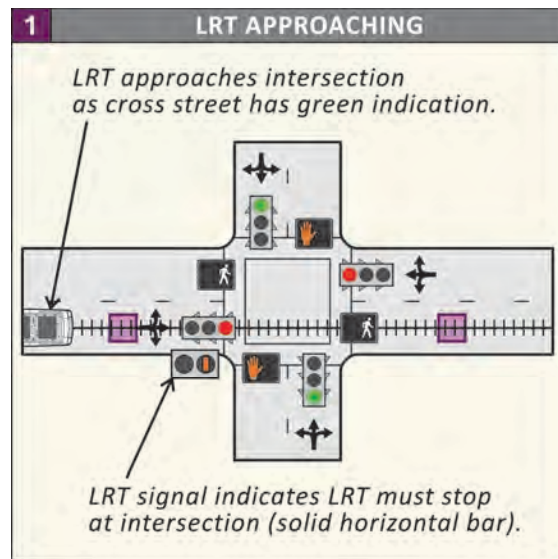 1
LRT APPROACHING
LRT approaches intersection
as cross street has green indication.
LRT signal indicates LRT must stop
at intersection (solid horizontal bar).